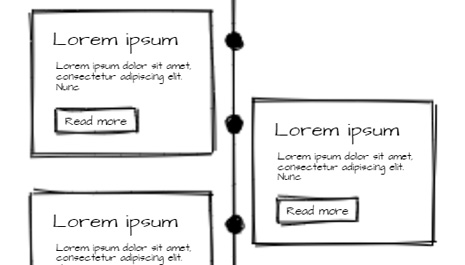 Lorem ipsum
Lorem ipsum dolor sit amet,
consectetur adipiscing elit.
Nunc
Read more
Lorem ipsum
Lorem ipsum dolor sit amet,
consectetur adipiscing elit.
Nunc
Read more
Lorem ipsum
Lorem ipsum dolor sit amet,
consectetur adipiscing elit.